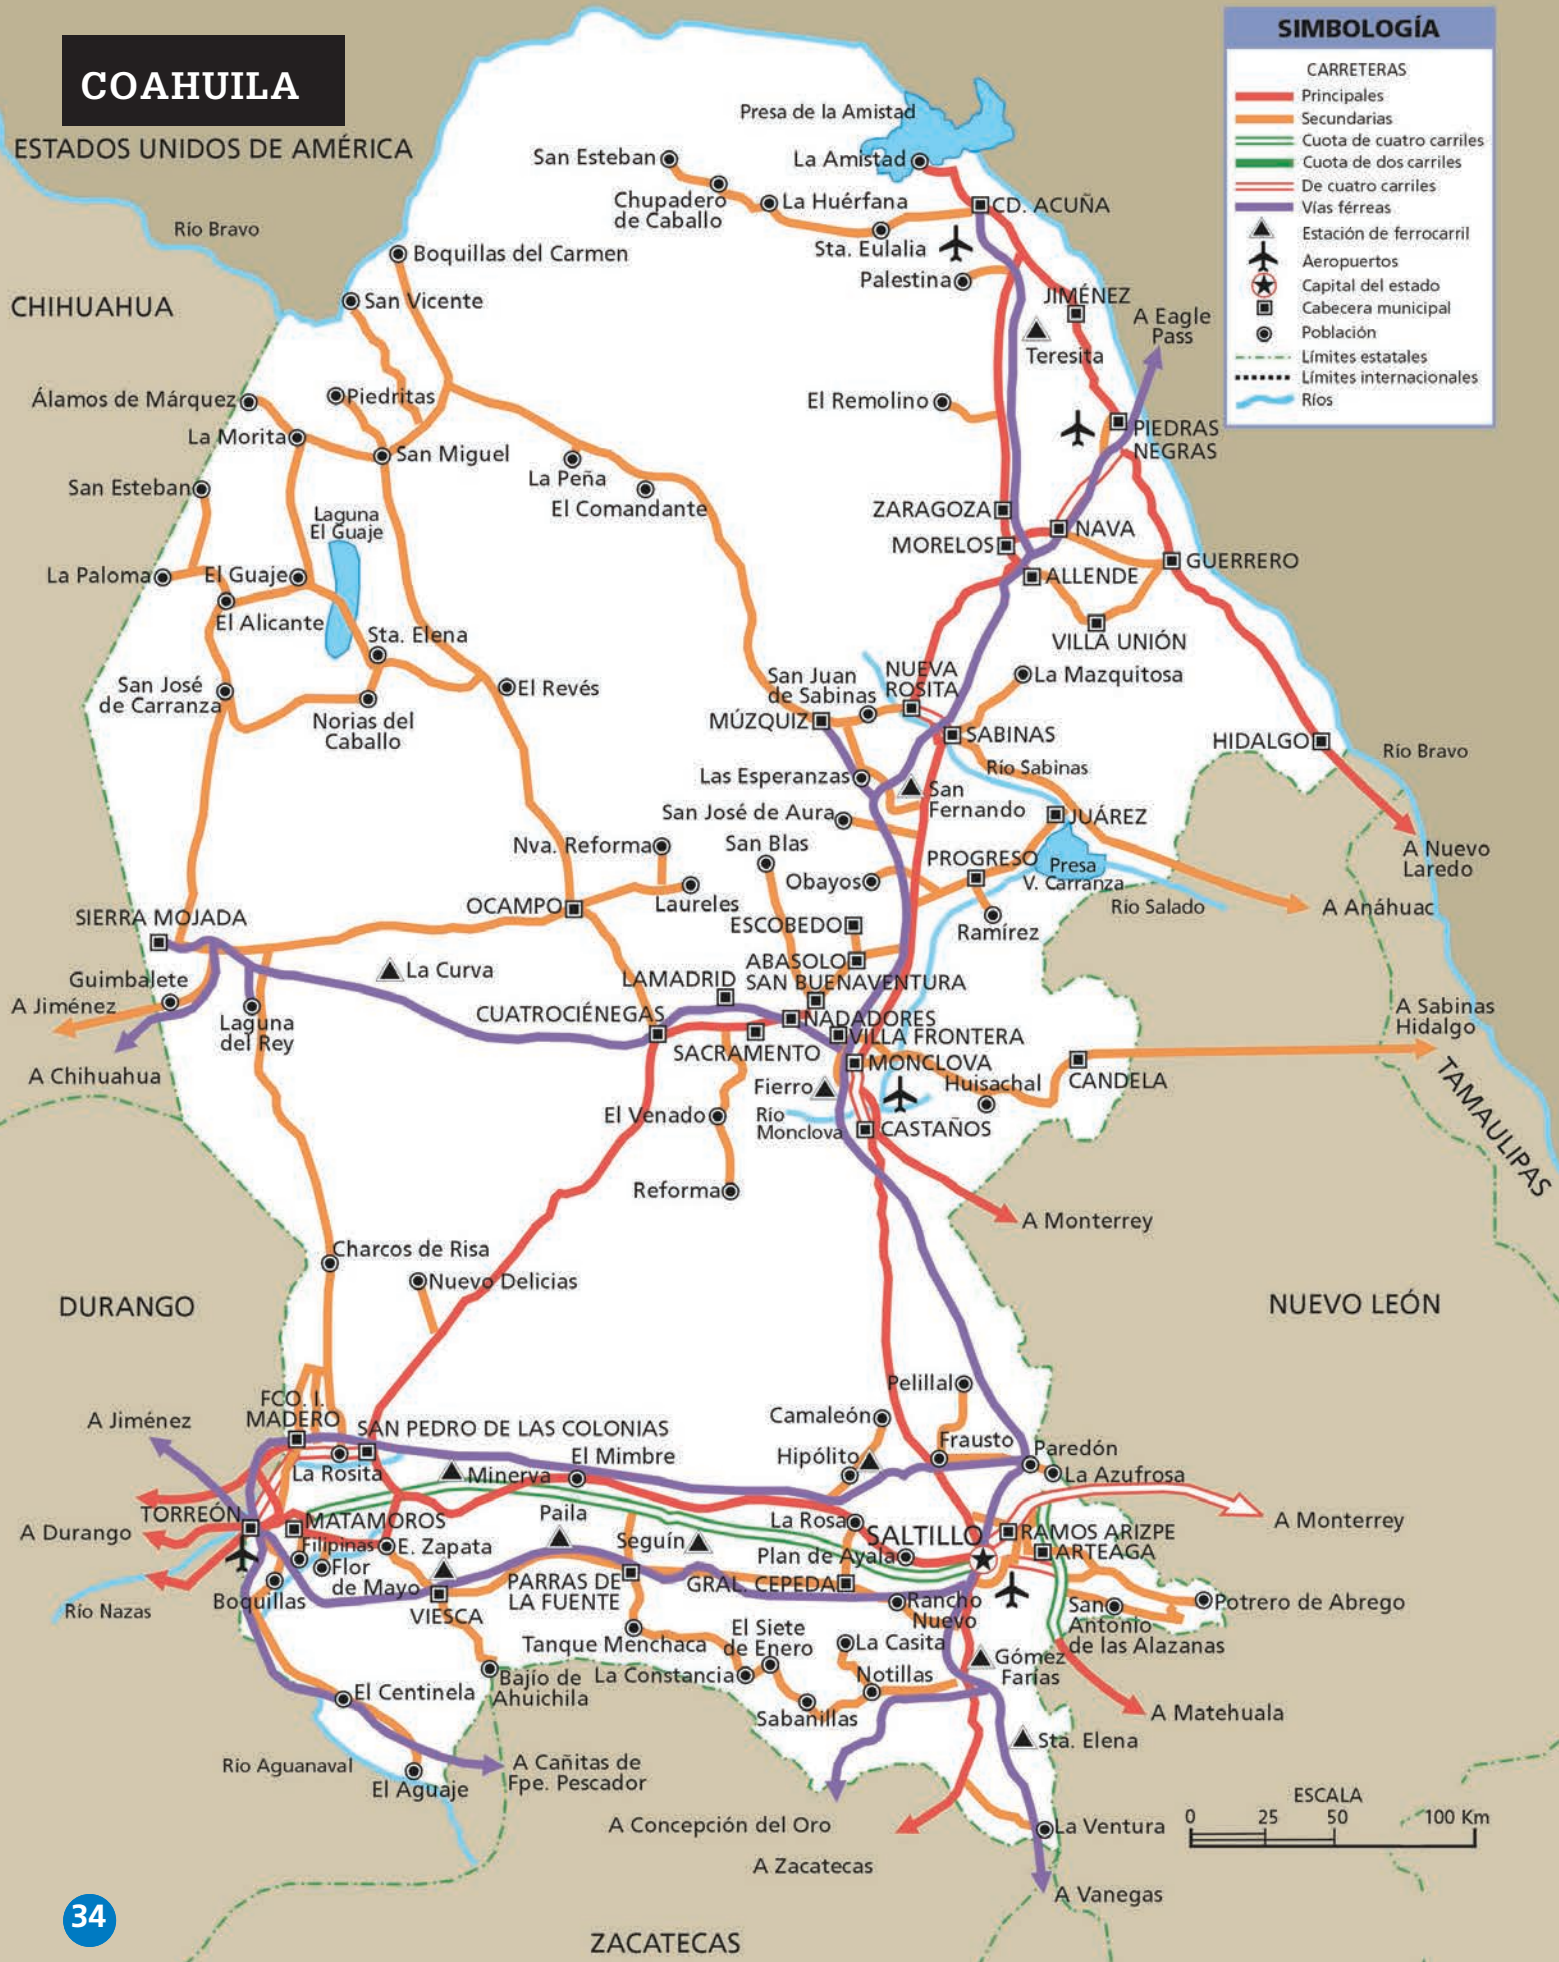 COAHUILA
SIMBOLOGÍA
CARRETERAS
Principales
Secundarias
Cuota de cuatro carriles
Cuota de dos carriles
De cuatro carriles
Vías férreas
Estación de ferrocarril
Aeropuertos
Capital del estado
Cabecera municipal
Población
Límites estatales
Límites internacionales
Ríos
ESTADOS UNIDOS DE AMÉRICA
Presa de la Amistad
San Esteban
La Amistad
Chupadero
de Caballo
La Huérfana
CD. ACUÑA
Río Bravo
Sta. Eulalia
Boquillas del Carmen
Palestina
CHIHUAHUA
San Vicente
JIMÉNEZ
A Eagle
Pass
Teresita
Álamos de Márquez
Piedritas
El Remolino
La Morita
San Miguel
PIEDRAS
NEGRAS
La Peña
San Esteban
El Comandante
ZARAGOZA
Laguna
El Guaje
NAVA
MORELOS
La Paloma
El Guaje
ALLENDE
GUERRERO
El Alicante
Sta. Elena
VILLA UNIÓN
San Juan
de Sabinas
NUEVA
ROSITA
La Mazquitosa
San José
de Carranza
El Revés
Norias del
Caballo
MÚZQUIZ
SABINAS
HIDALGO
Río Bravo
Las Esperanzas
Río Sabinas
San
Fernando
San José de Aura
JUÁREZ
Nva. Reforma
San Blas
PROGRESO
Presa
V. Carranza
A Nuevo
Laredo
Obayos
OCAMPO
Laureles
Río Salado
A Anáhuac
SIERRA MOJADA
ESCOBEDO
Ramírez
ABASOLO
Guimbalete
La Curva
LAMADRID
SAN BUENAVENTURA
A Jiménez
Laguna
del Rey
CUATROCIÉNEGAS
NADADORES
A Sabinas
Hidalgo
SACRAMENTO
VILLA FRONTERA
MONCLOVA
A Chihuahua
Fierro
Huisachal
CANDELA
TAMAULIPAS
El Venado
Río
Monclova
CASTAÑOS
Reforma
A Monterrey
Charcos de Risa
Nuevo Delicias
DURANGO
NUEVO LEÓN
Pelillal
FCO. I.
MADERO
A Jiménez
SAN PEDRO DE LAS COLONIAS
Camaleón
Frausto
Paredón
El Mimbre
Hipólito
La Rosita
Minerva
La Azufrosa
TORREÓN
MATAMOROS
Paila
La Rosa
SALTILLO
A Monterrey
A Durango
RAMOS ARIZPE
Filipinas
E. Zapata
Seguín
Plan de Ayala
ARTEAGA
Flor
de Mayo
PARRAS DE
LA FUENTE
GRAL. CEPEDA
Boquillas
Río Nazas
VIESCA
Rancho
Nuevo
San
Antonio
de las Alazanas
Potrero de Abrego
Tanque Menchaca
El Siete
de Enero
La Casita
Gómez
Farías
Bajío de
Ahuichila
La Constancia
Notillas
El Centinela
Sabanillas
A Matehuala
Sta. Elena
Río Aguanaval
A Cañitas de
Fpe. Pescador
El Aguaje
A Concepción del Oro
La Ventura
A Zacatecas
A Vanegas
ESCALA
0 25 50 100 Km
34
ZACATECAS